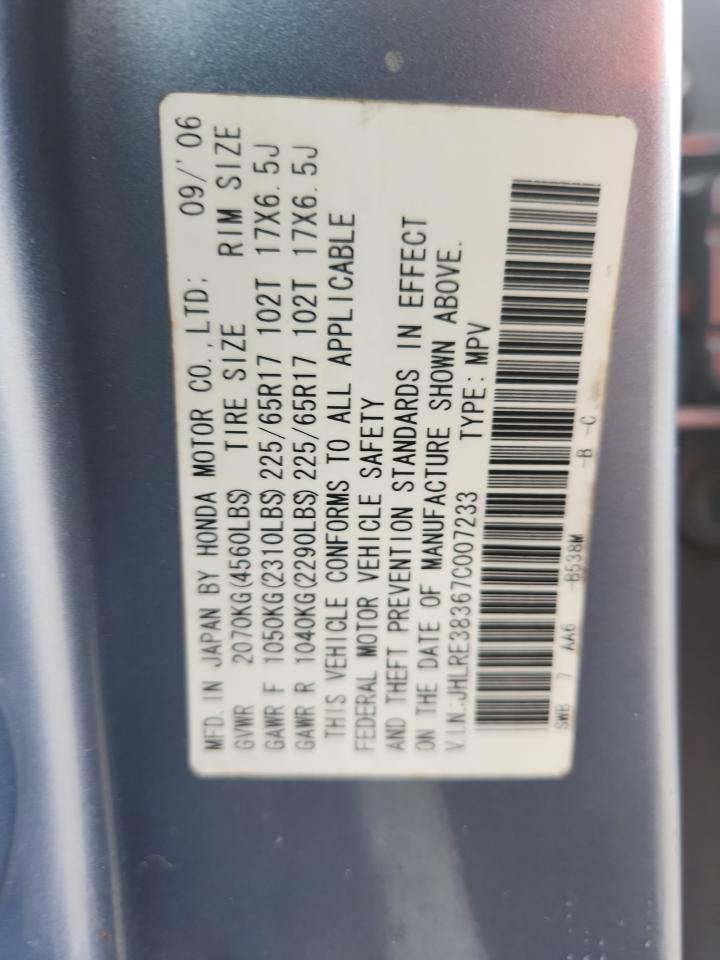 MFD. IN JAPAN BY HONDA MOTOR CO., LTD; 09/'06
GVWR 2070KG(4560LBS) TIRE SIZE RIM SIZE
GAWR F 1050KG(2310LBS) 225/65R17 102T 17X6.5J
GAWR R 1040KG(2290LBS) 225/65R17 102T 17X6.5J
THIS VEHICLE CONFORMS TO ALL APPLICABLE
FEDERAL MOTOR VEHICLE SAFETY
AND THEFT PREVENTION STANDARDS IN EFFECT
ON THE DATE OF MANUFACTURE SHOWN ABOVE.
V.I.N.:JHLRE38367C007233 TYPE: MPV
SWB 7 AA6 -B538M -B -C